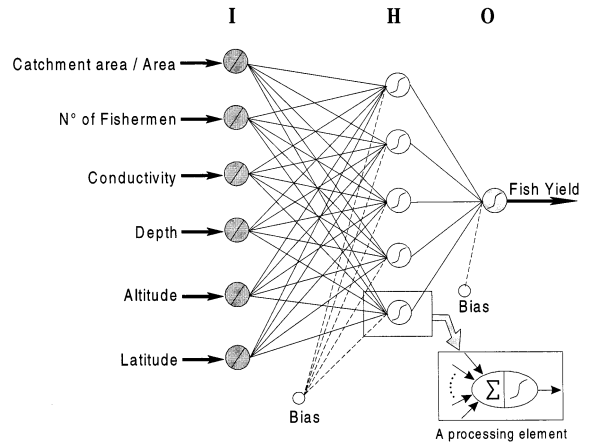 I H O
Catchment area / Area
N° of Fishermen
Conductivity
Depth
Altitude
Latitude
Fish Yield
Bias
Bias
Σ
A processing element